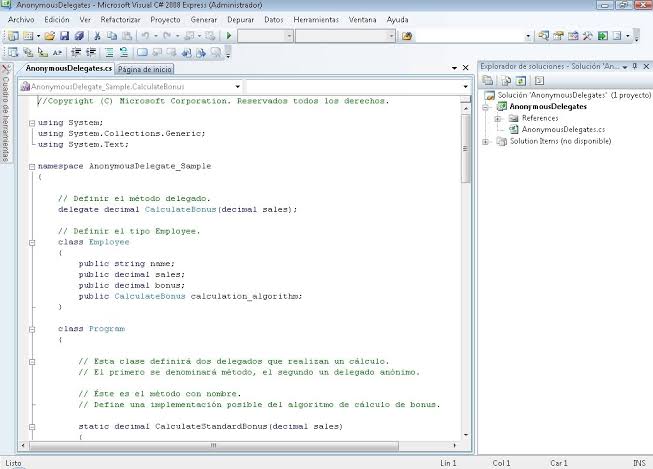 AnonymousDelegates - Microsoft Visual C# 2008 Express (Administrador)
Archivo Edición Ver Refactorizar Proyecto Generar Depurar Datos Herramientas Ventana Ayuda
AnonymousDelegates.cs Página de inicio
Cuadro de herramientas
AnonymousDelegate_Sample.CalculateBonus
//Copyright (C) Microsoft Corporation. Reservados todos los derechos.
using System;
using System.Collections.Generic;
using System.Text;
namespace AnonymousDelegate_Sample
{
// Definir el método delegado.
delegate decimal CalculateBonus(decimal sales);
// Definir el tipo Employee.
class Employee
{
public string name;
public decimal sales;
public decimal bonus;
public CalculateBonus calculation_algorithm;
}
class Program
{
// Esta clase definirá dos delegados que realizan un cálculo.
// El primero se denominará método, el segundo un delegado anónimo.
// Éste es el método con nombre.
// Define una implementación posible del algoritmo de cálculo de bonus.
static decimal CalculateStandardBonus(decimal sales)
{
Explorador de soluciones - Solución 'An...
Solución 'AnonymousDelegates' (1 proyecto)
AnonymousDelegates
References
AnonymousDelegates.cs
Solution Items (no disponible)
Listo Lín 1 Col 1 Car 1 INS